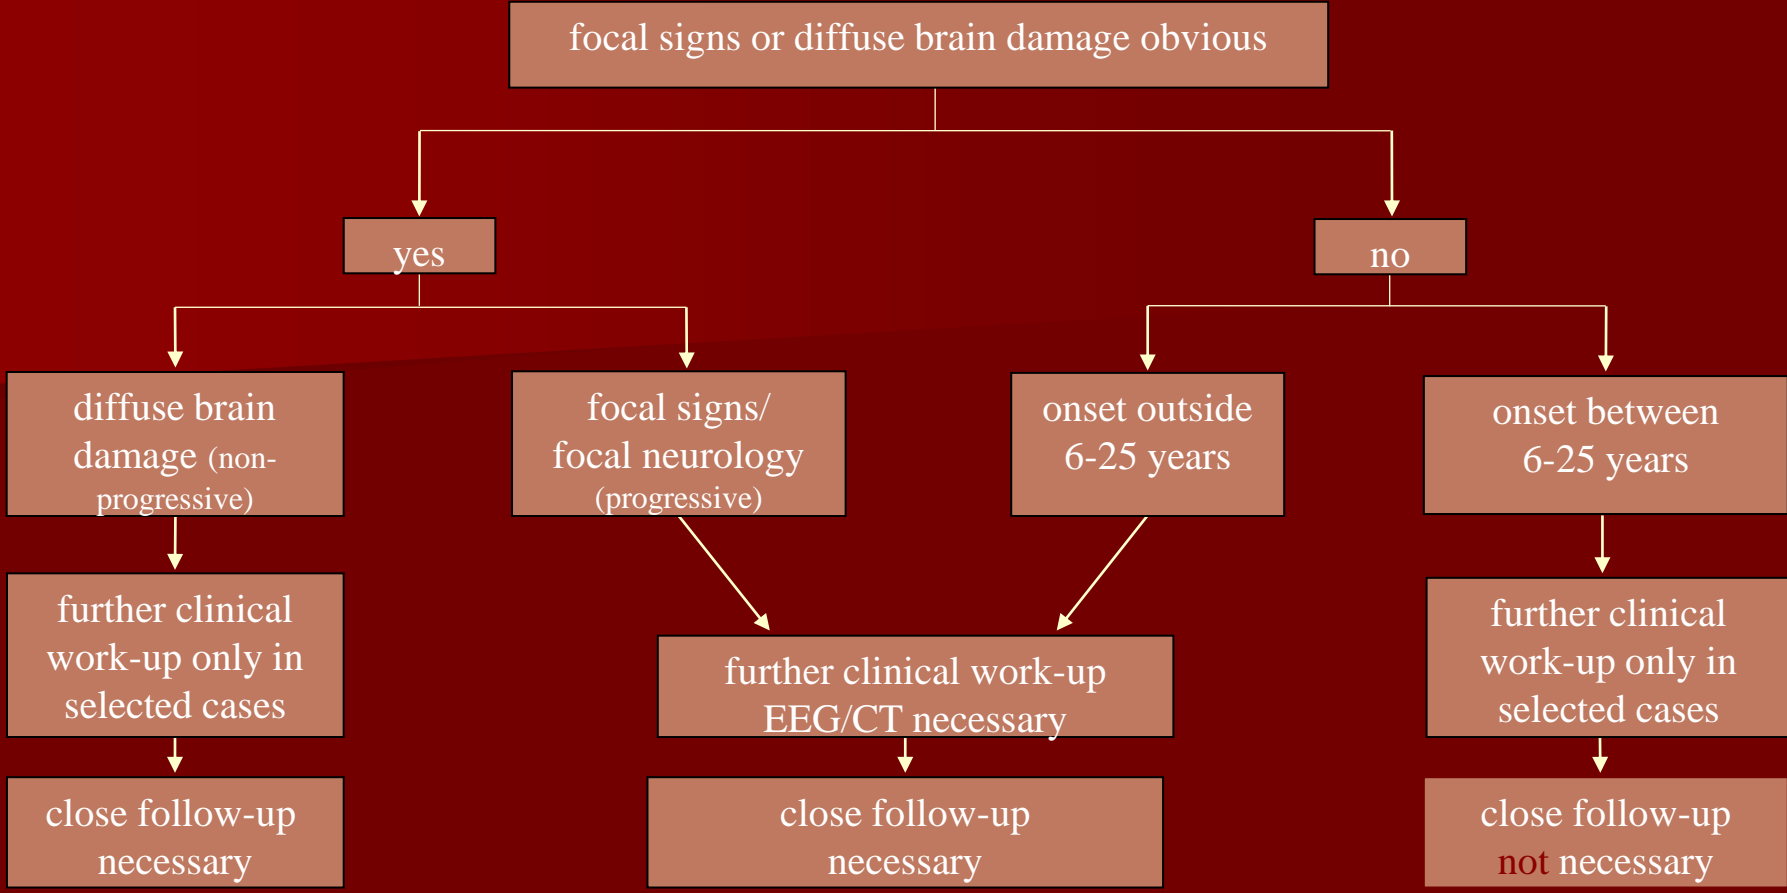 focal signs or diffuse brain damage obvious
yes
no
diffuse brain
damage (non-
progressive)
focal signs/
focal neurology
(progressive)
onset outside
6-25 years
onset between
6-25 years
further clinical
work-up only in
selected cases
further clinical work-up
EEG/CT necessary
further clinical
work-up only in
selected cases
close follow-up
necessary
close follow-up
necessary
close follow-up
not necessary